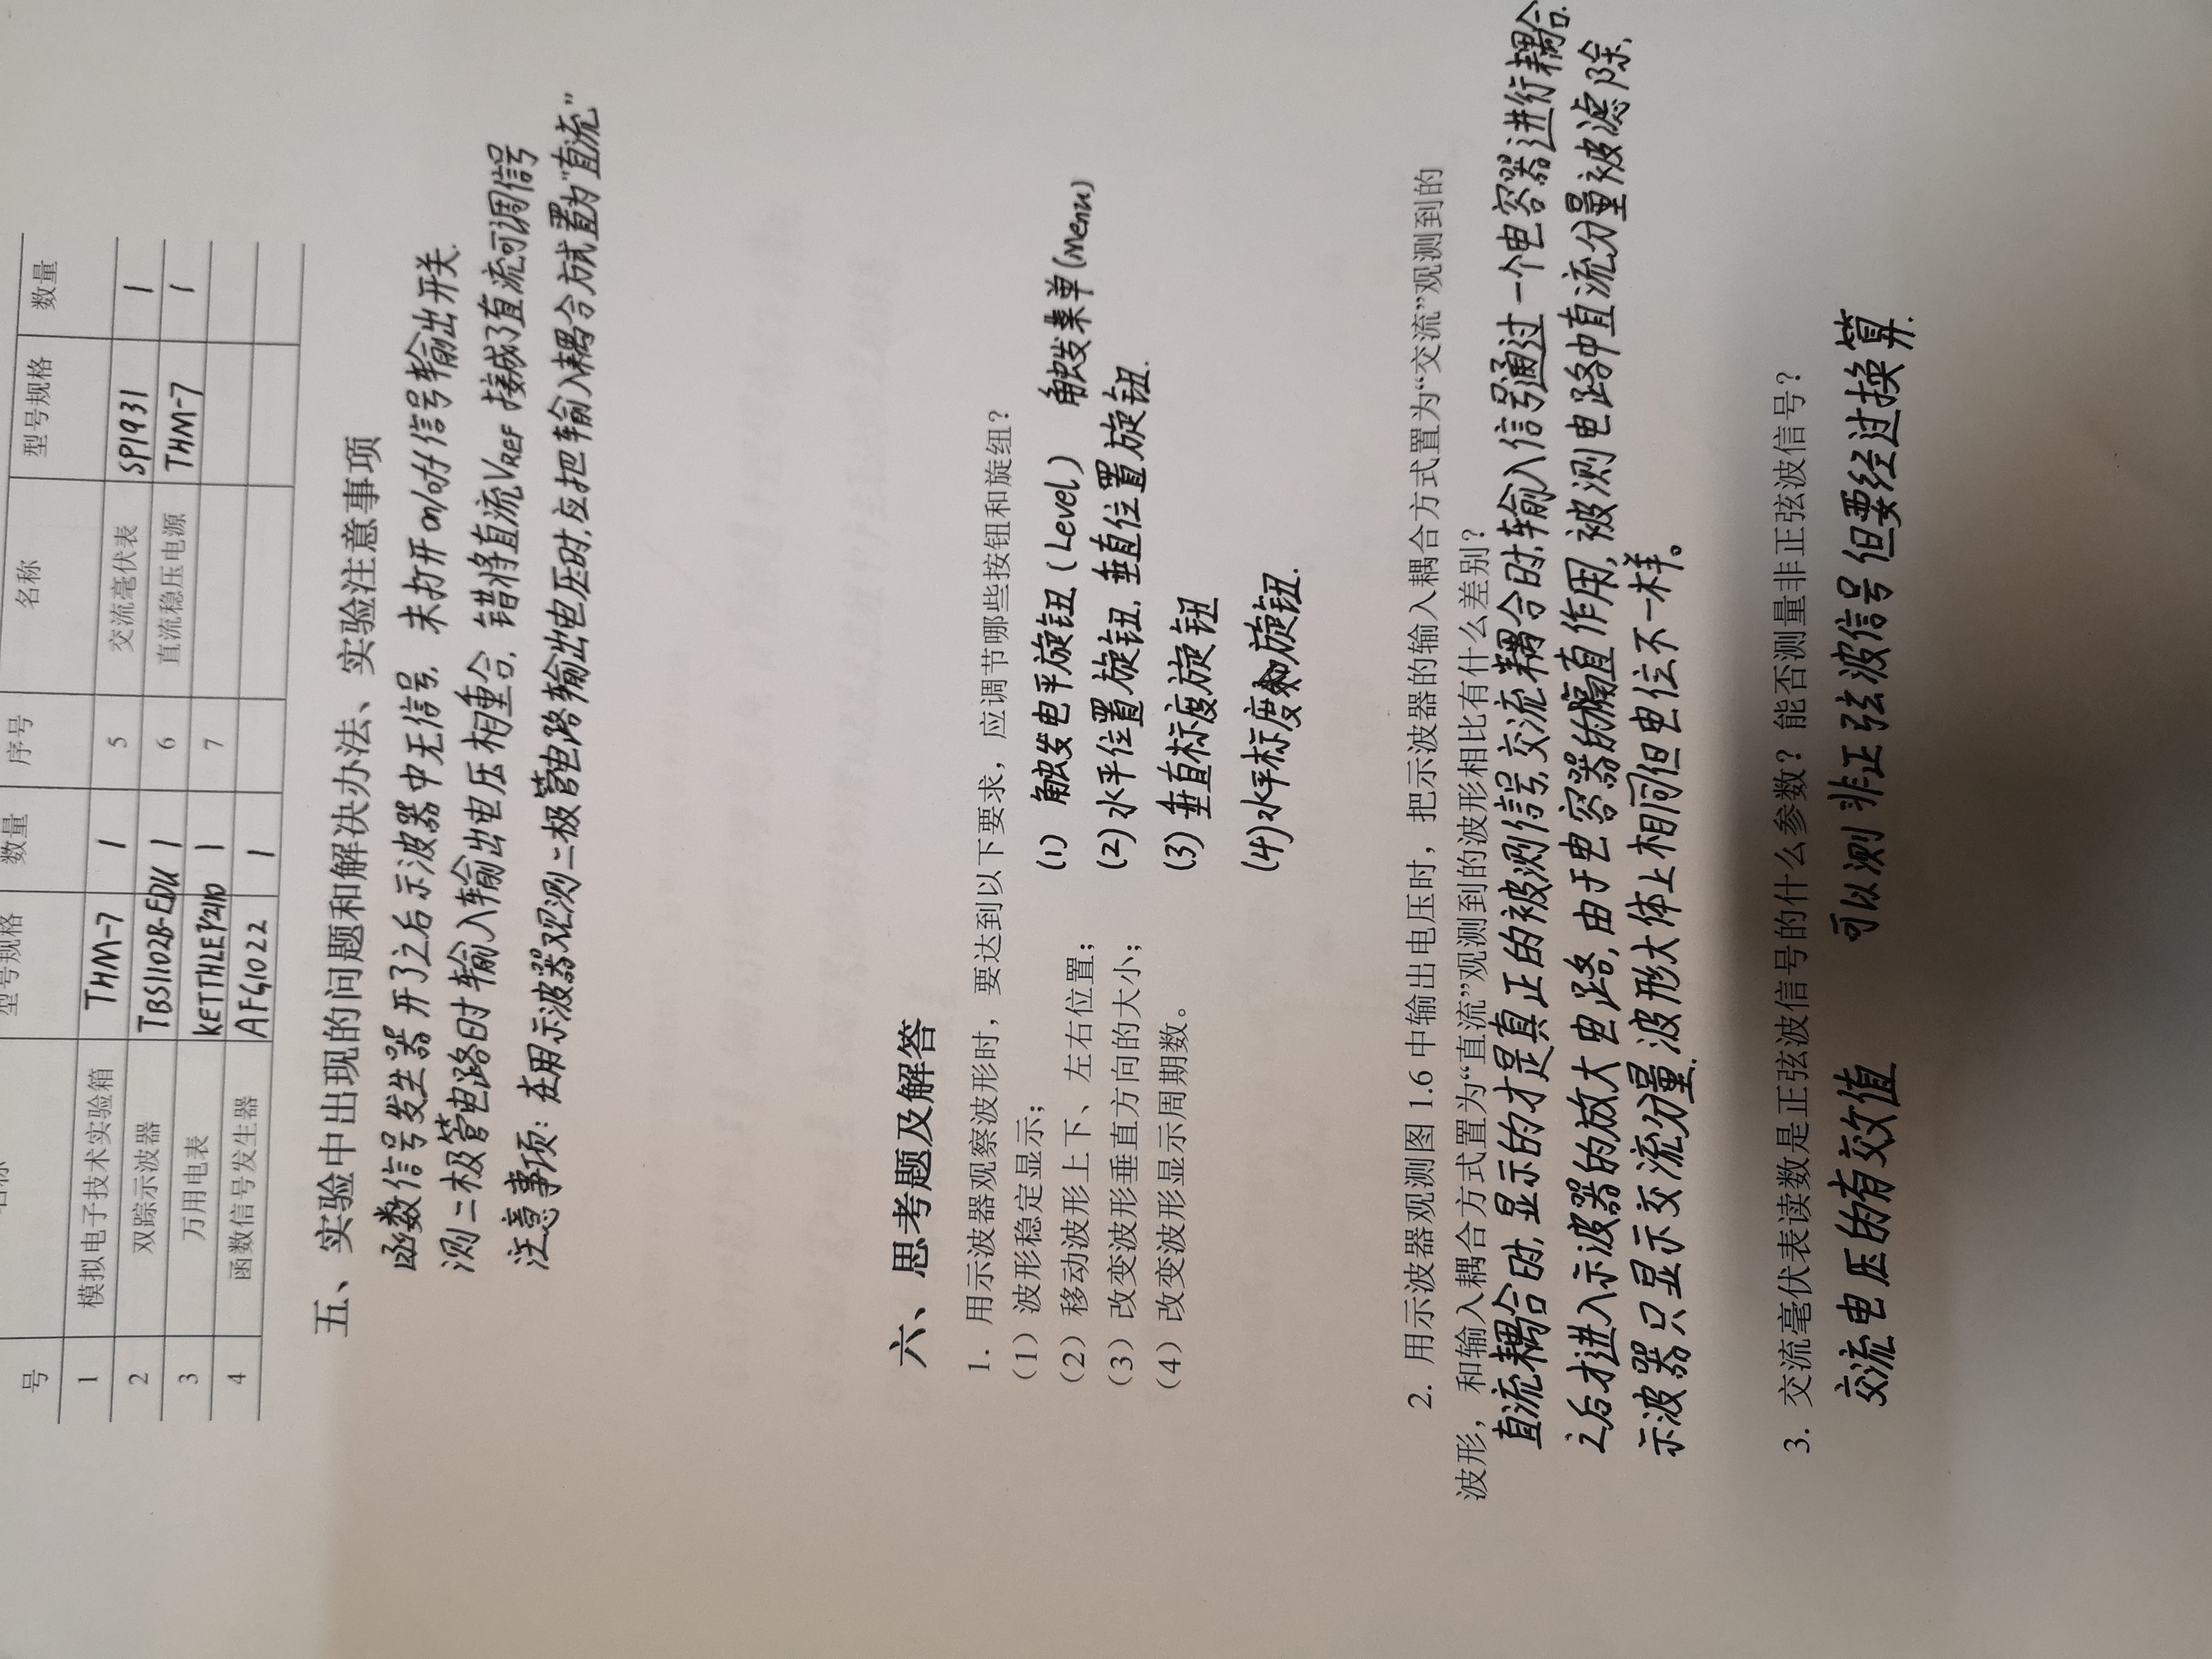 号 名称 型号规格 数量 序号 名称 型号规格 数量
1 模拟电子技术实验箱 THM-7 1 5 交流毫伏表 SP1931 1
2 双踪示波器 TBS1102B-EDU 1 6 直流稳压电源 THM-7 1
3 万用电表 1 7
4 函数信号发生器 AFG1022 1
五、实验中出现的问题和解决办法、实验注意事项
函数信号发生器开了之后示波器中无信号, 未打开on/off信号输出开关.
测二极管电路时输入输出电压相重合, 错将直流VREF接成了直流可调信号
注意事项: 在用示波器观测二极管电路输出电压时,应把输入耦合方式置为"直流"
六、思考题及解答
1. 用示波器观察波形时，要达到以下要求，应调节哪些按钮和旋纽？
（1）波形稳定显示； (1) 触发电平旋钮 (Level) 触发菜单(Menu)
（2）移动波形上下、左右位置； (2) 水平位置旋钮, 垂直位置旋钮.
（3）改变波形垂直方向的大小； (3) 垂直标度旋钮
（4）改变波形显示周期数。 (4)水平标度旋钮.
2. 用示波器观测图 1.6 中输出电压时，把示波器的输入耦合方式置为“交流”观测到的
波形，和输入耦合方式置为“直流”观测到的波形相比有什么差别？
直流耦合时,显示的才是真正的被测信号,交流耦合时,输入信号通过一个电容器进行耦合.
之后才进入示波器的放大电路,由于电容器的隔直作用,被测电路中直流分量被滤除,
示波器只显示交流分量.波形大体上相同但电位不一样。
3. 交流毫伏表读数是正弦波信号的什么参数？能否测量非正弦波信号？
交流电压的有效值 可以测非正弦波信号但要经过换算.